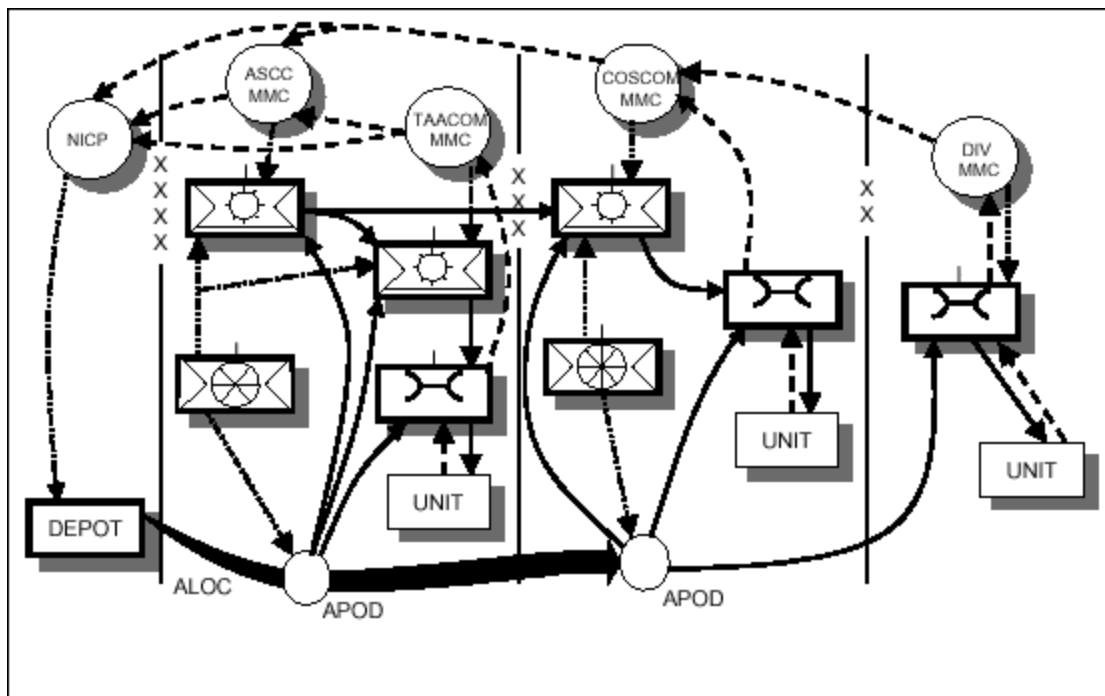 ASCC
MMC
COSCOM
MMC
NICP
TAACOM
MMC
DIV
MMC
X
X
X
X
X
X
X
X
X
UNIT
UNIT
UNIT
DEPOT
ALOC
APOD
APOD